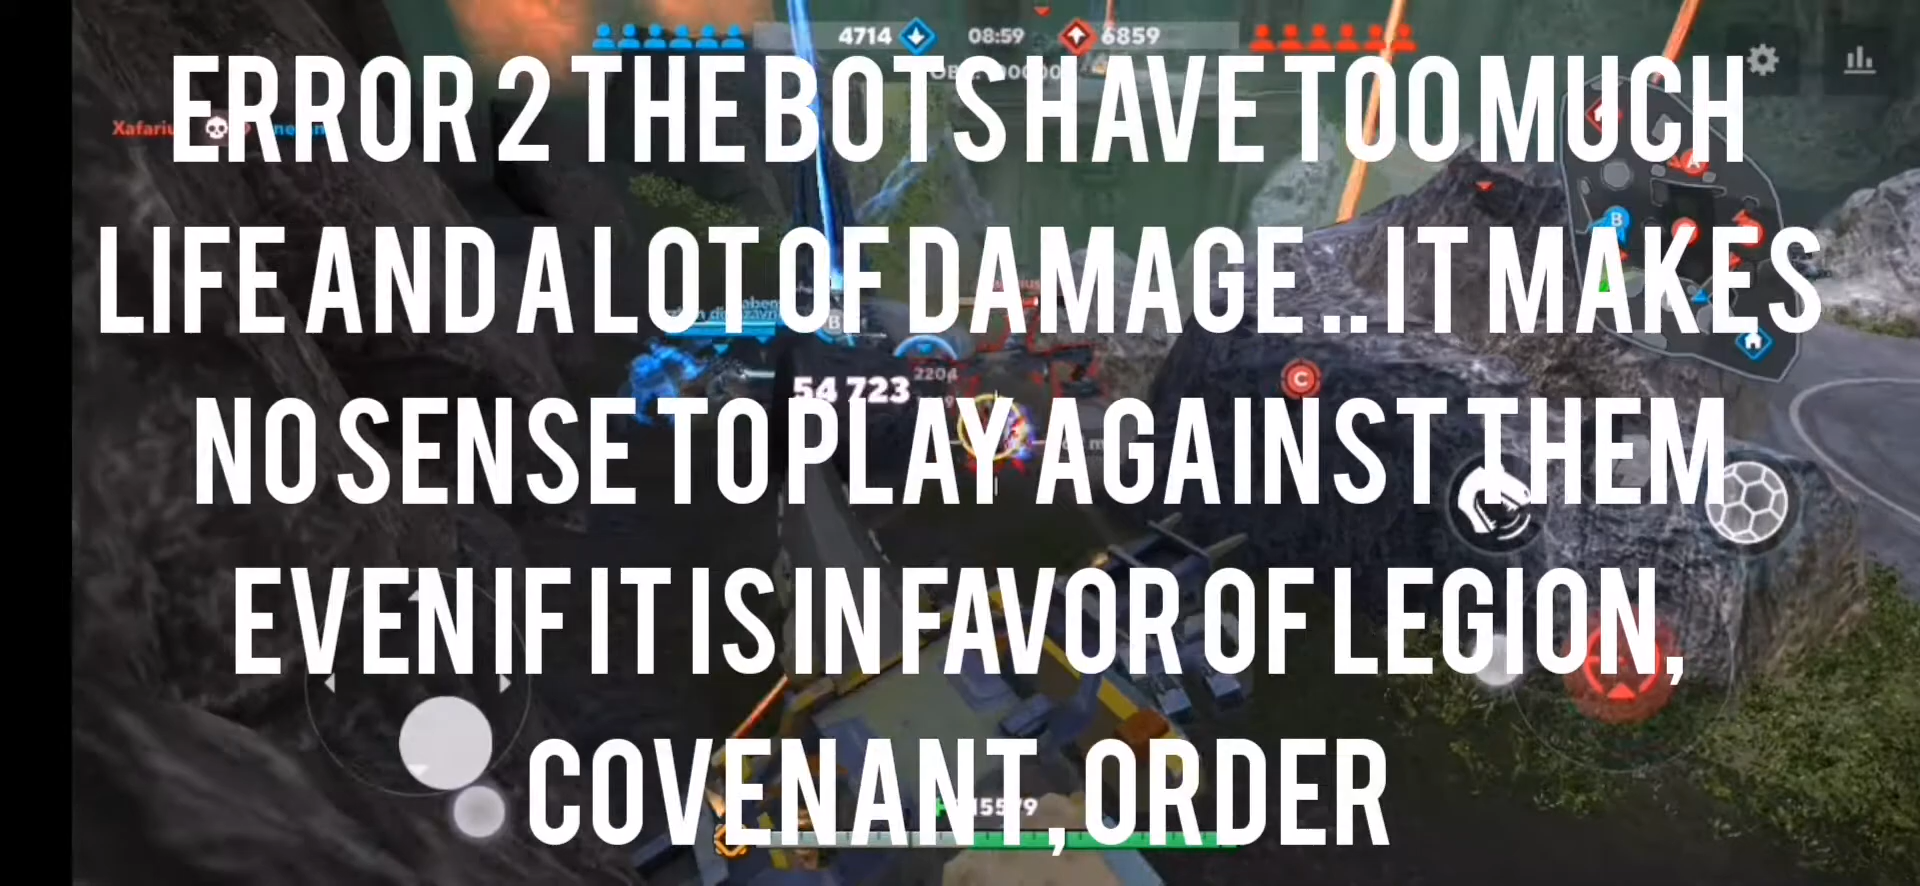 4714 08:59 6859
ERROR 2 THE BOTS HAVE TOO MUCH
LIFE AND A LOT OF DAMAGE.. IT MAKES
B
54 723 2204
C
NO SENSE TO PLAY AGAINST THEM
EVEN IF IT IS IN FAVOR OF LEGION,
COVENANT, ORDER